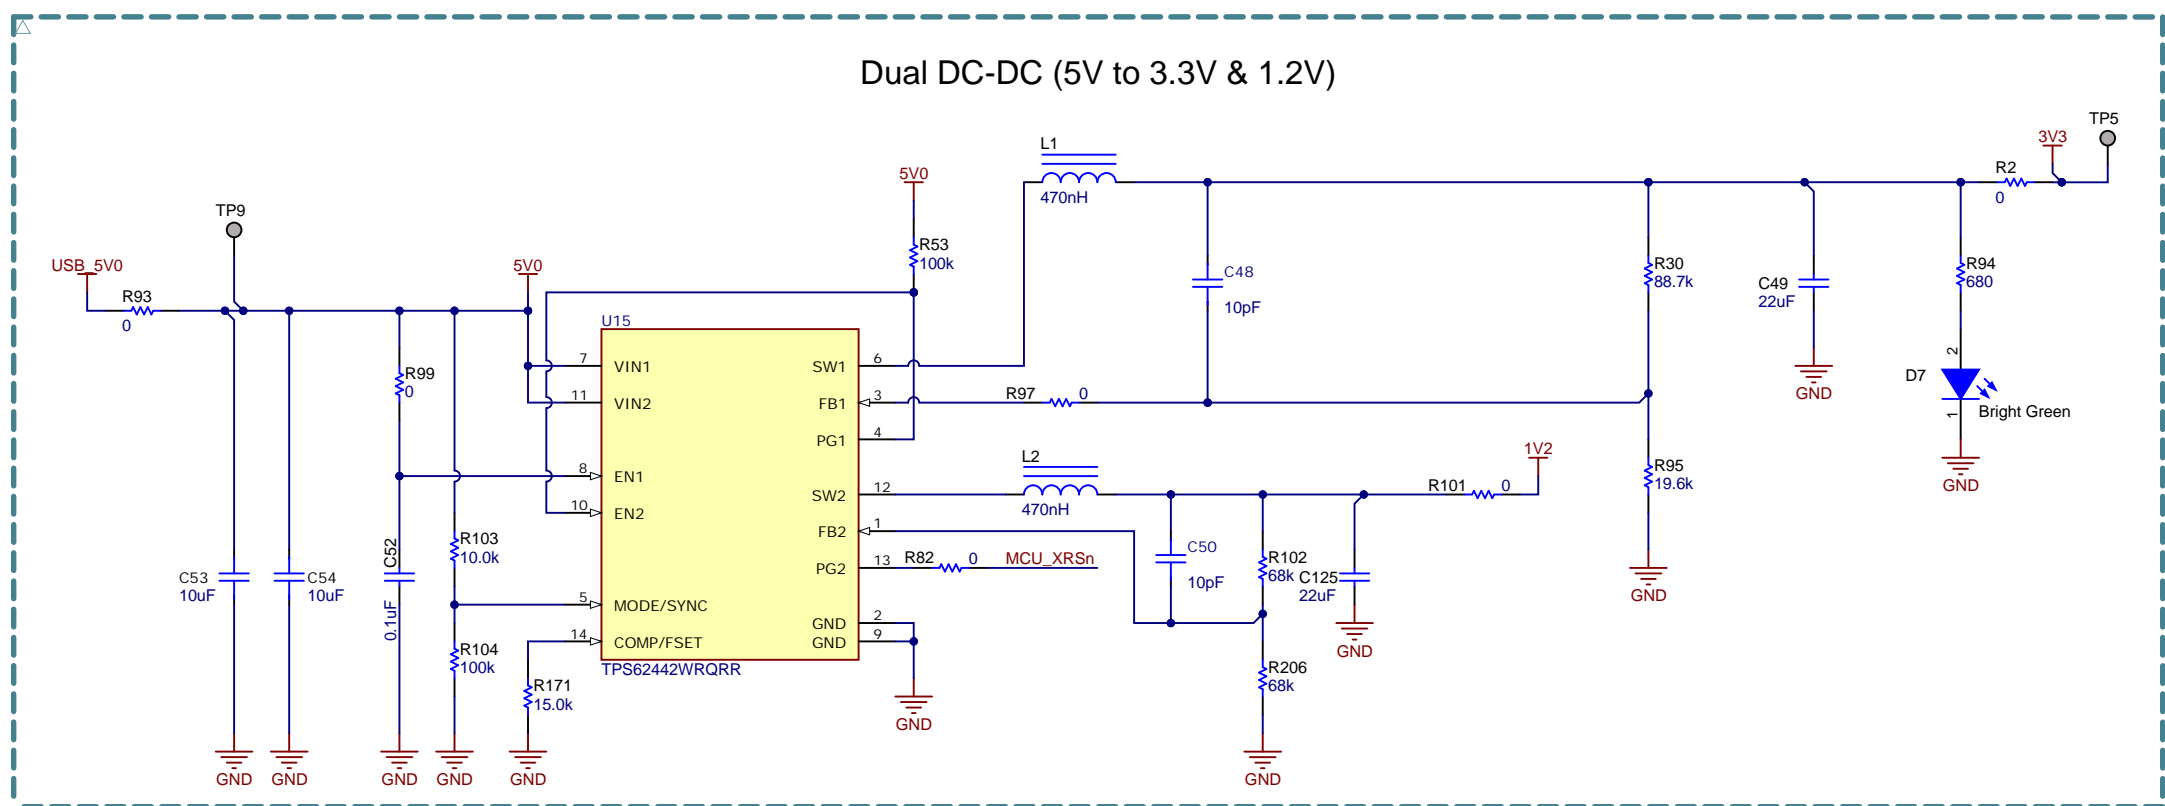 Dual DC-DC (5V to 3.3V & 1.2V)
TP5
3V3
R2
0
L1
470nH
5V0
R53
100k
TP9
USB_5V0
R93
0
5V0
C48
10pF
R30
88.7k
C49
22uF
GND
R94
680
2
D7
1
Bright Green
GND
U15
7
VIN1
11
VIN2
8
EN1
10
EN2
5
MODE/SYNC
14
COMP/FSET
SW1
6
FB1
3
PG1
4
SW2
12
FB2
1
PG2
13
GND
2
GND
9
TPS62442WRQRR
R99
0
R97
0
L2
470nH
R101
0
1V2
R95
19.6k
GND
C53
10uF
C54
10uF
C52
0.1uF
R103
10.0k
R104
100k
R171
15.0k
R82
0
MCU_XRSn
C50
10pF
R102
68k
C125
22uF
GND
R206
68k
GND
GND
GND
GND
GND
GND
GND